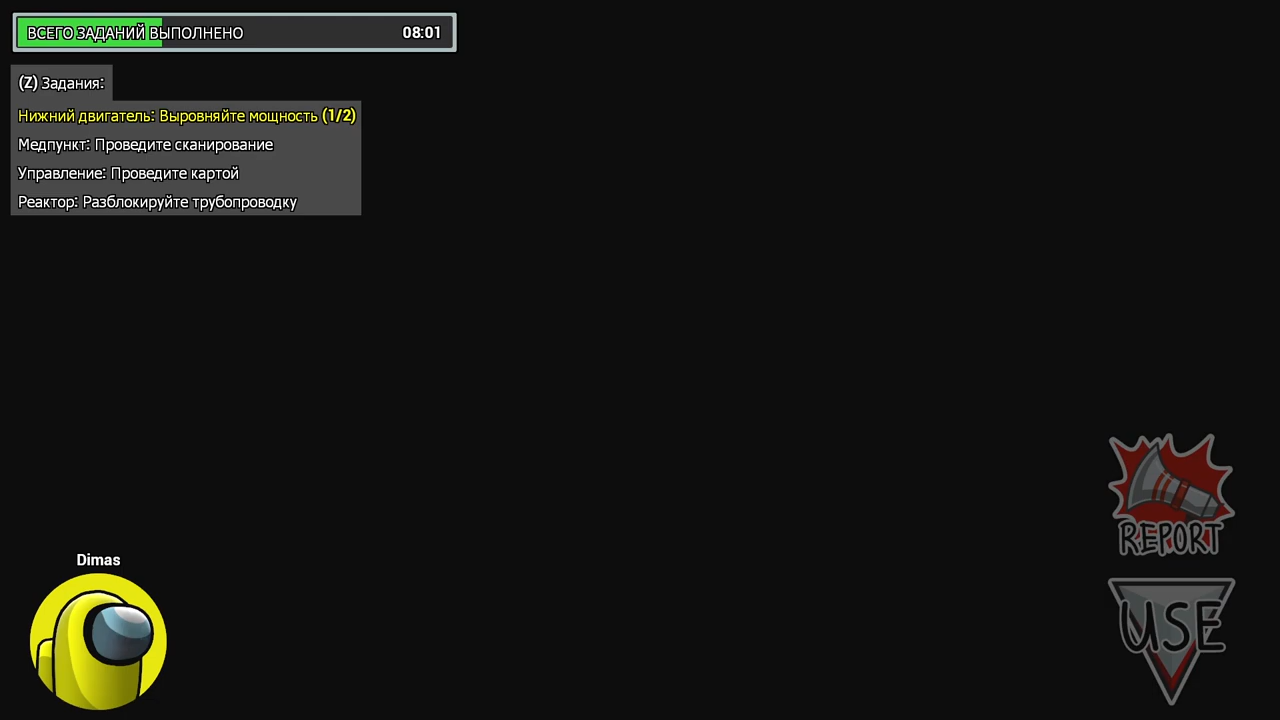 ВСЕГО ЗАДАНИЙ ВЫПОЛНЕНО 08:01
(Z) Задания:
Нижний двигатель: Выровняйте мощность (1/2)
Медпункт: Проведите сканирование
Управление: Проведите картой
Реактор: Разблокируйте трубопроводку
REPORT
Dimas
USE